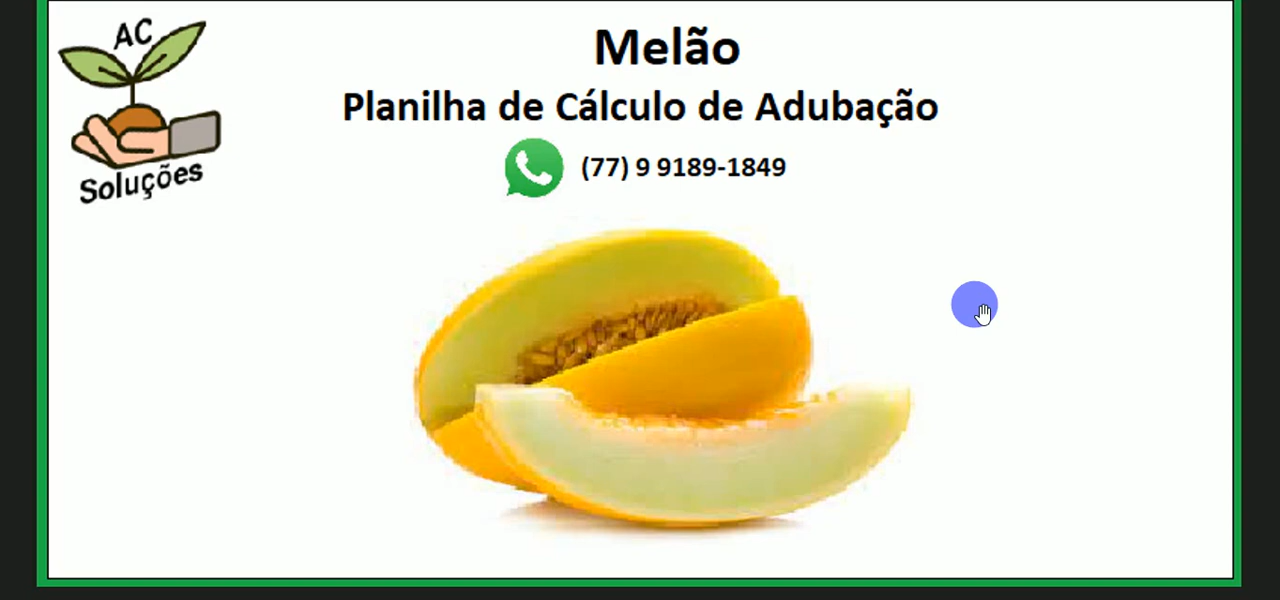 AC
Soluções
Melão
Planilha de Cálculo de Adubação
(77) 9 9189-1849